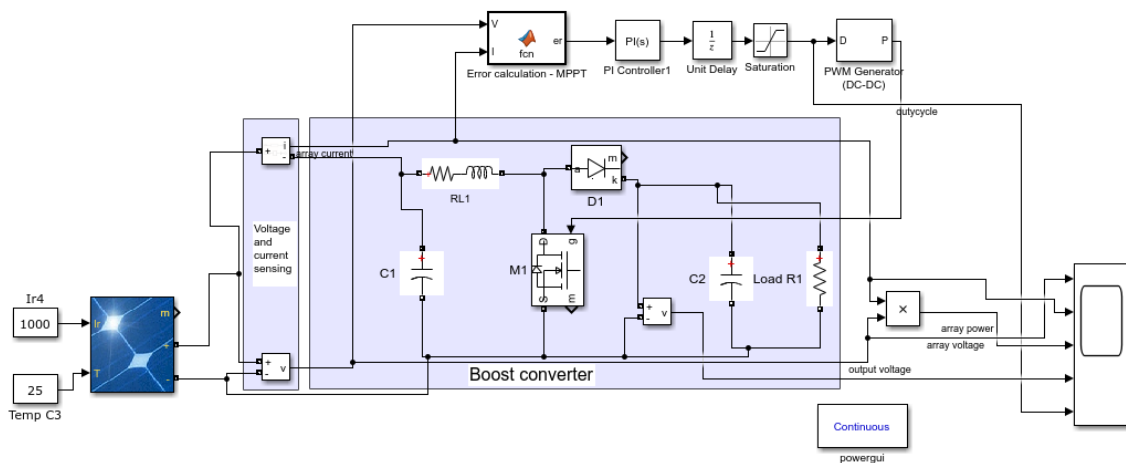 V
I
fcn
er
Error calculation - MPPT
PI(s)
PI Controller1
1
z
Unit Delay
Saturation
D
P
PWM Generator
(DC-DC)
dutycycle
+
i
-
array current
RL1
a
m
k
D1
Voltage
and
current
sensing
C1
M1
D
g
S
m
C2
Load R1
+
-
v
Ir4
1000
Ir
T
m
+
-
25
Temp C3
+
-
v
Boost converter
×
array power
array voltage
output voltage
Continuous
powergui